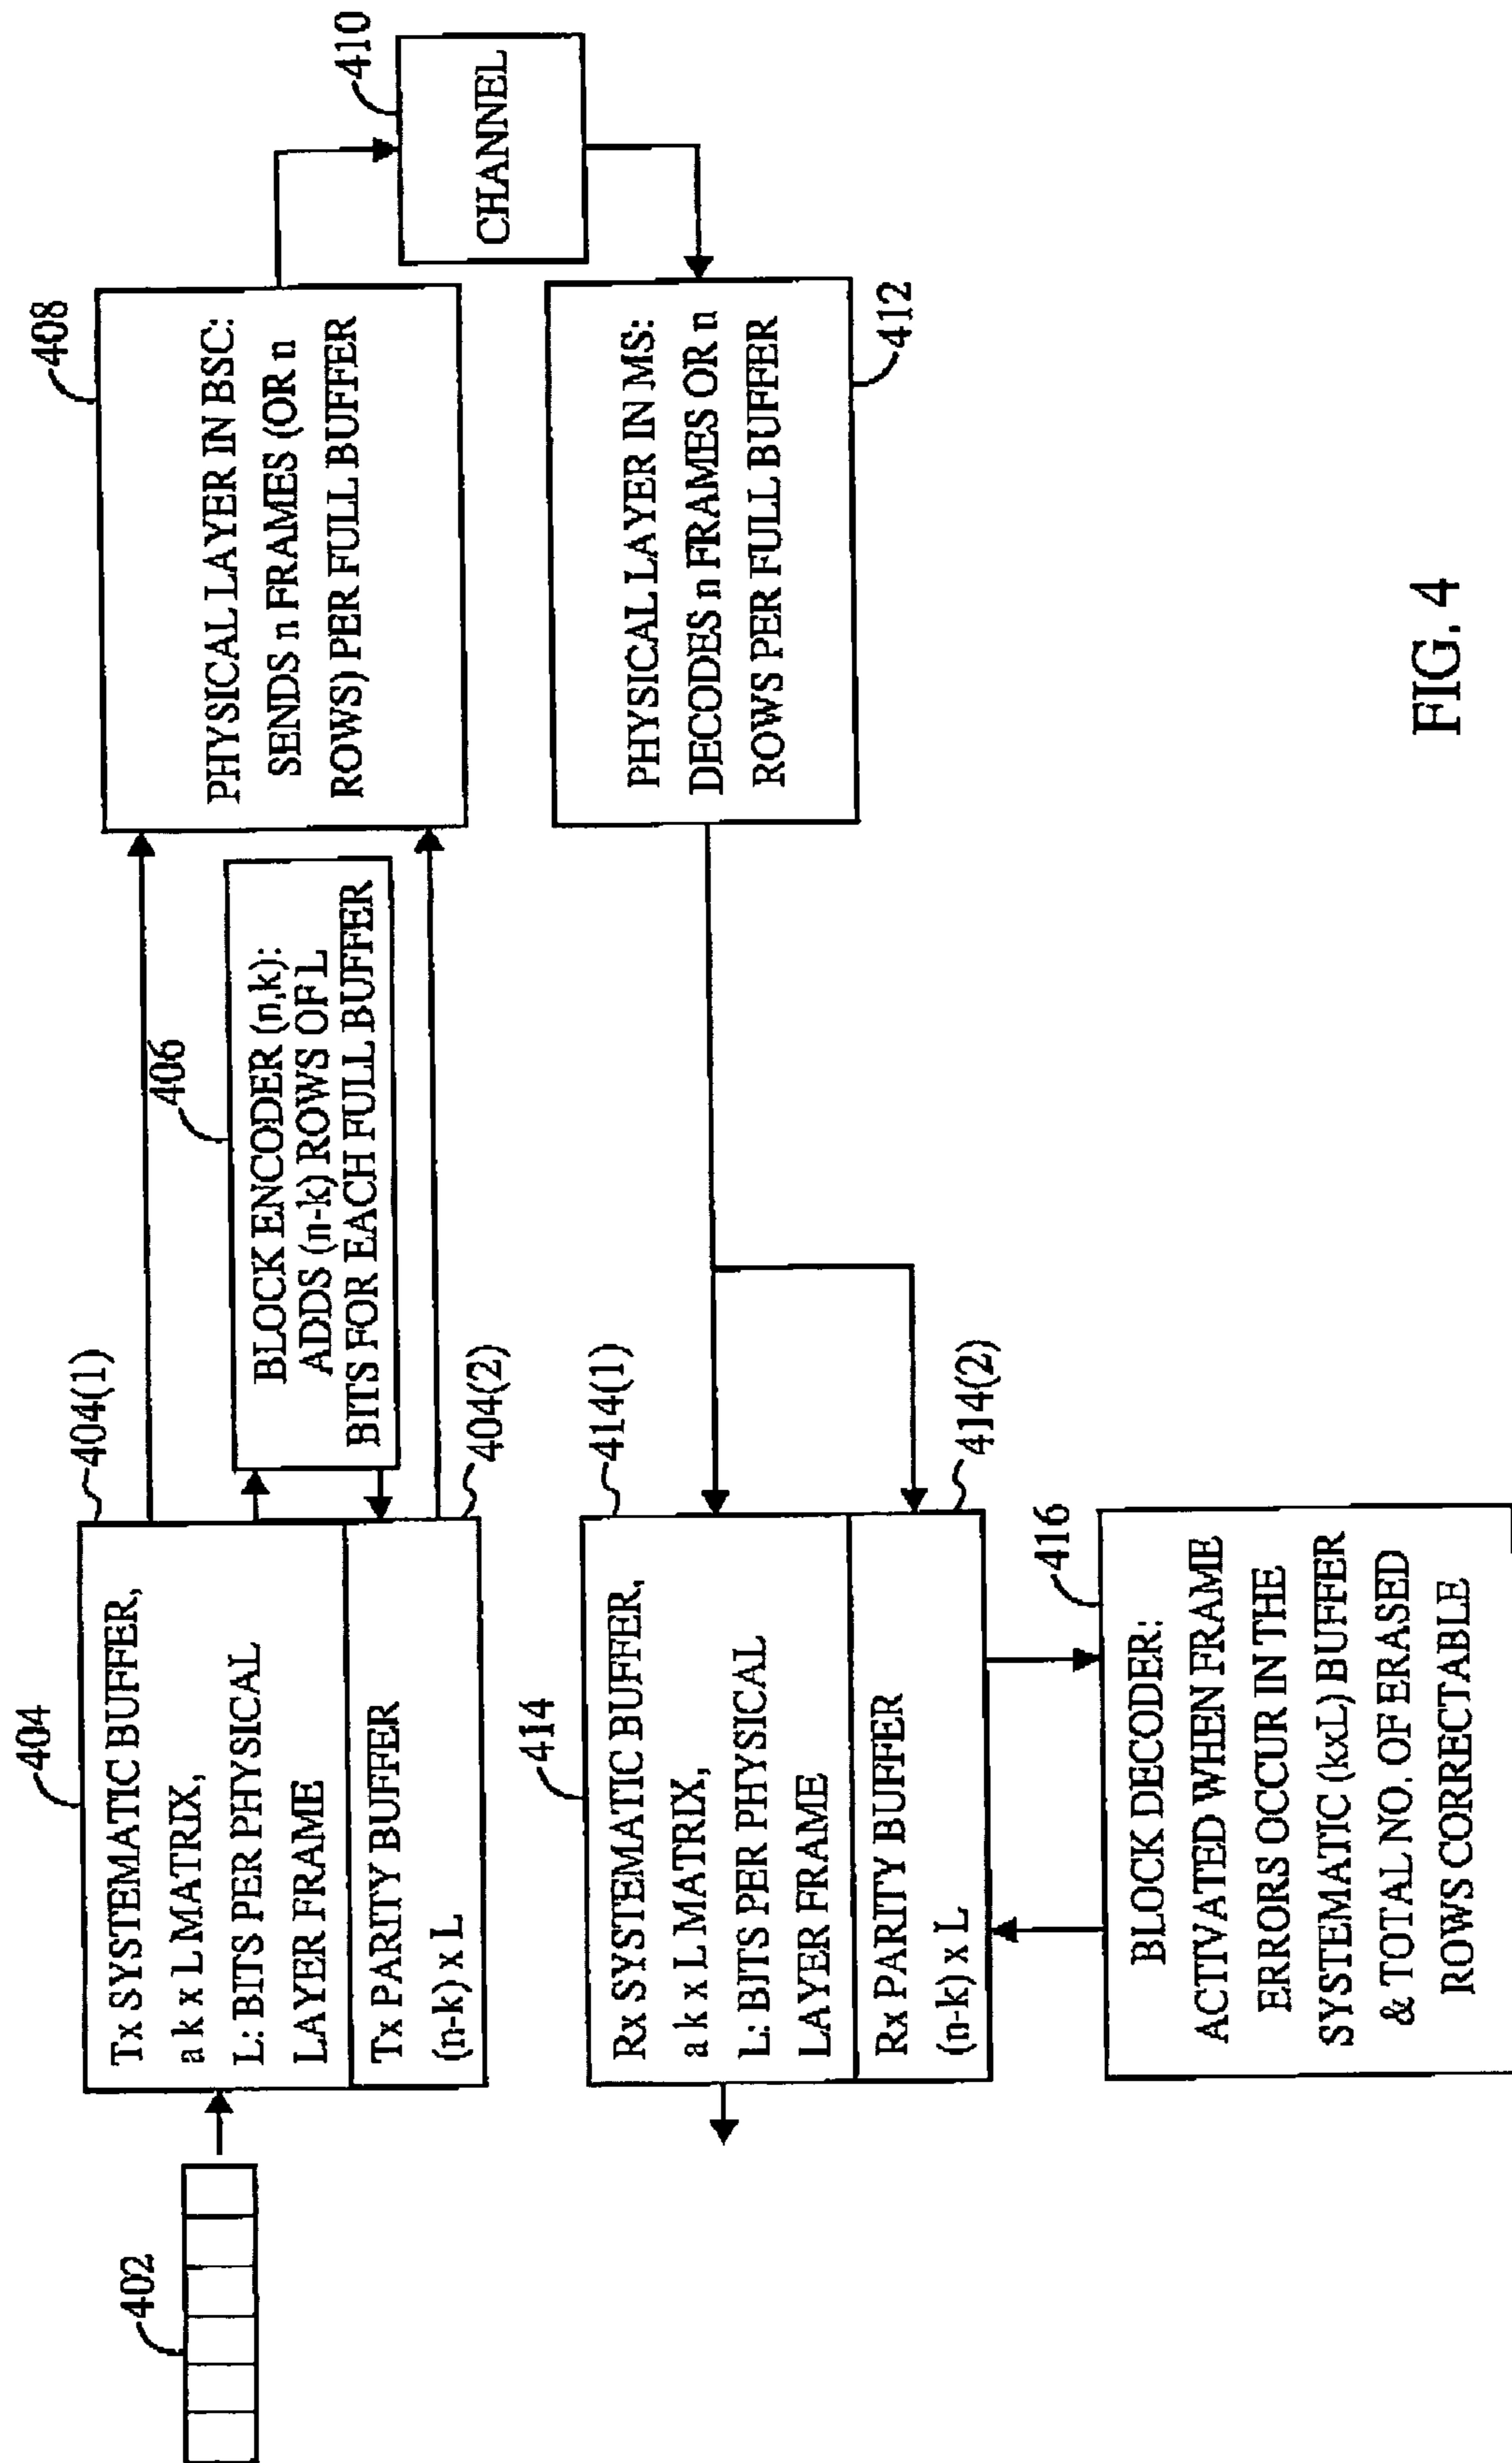 402
404
Tx SYSTEMATIC BUFFER,
a k x L MATRIX,
L: BITS PER PHYSICAL
LAYER FRAME
Tx PARITY BUFFER
(n-k) x L
404(1)
404(2)
406
BLOCK ENCODER (n,k):
ADDS (n-k) ROWS OF L
BITS FOR EACH FULL BUFFER
408
PHYSICAL LAYER IN BSC:
SENDS n FRAMES (OR n
ROWS) PER FULL BUFFER
410
CHANNEL
412
PHYSICAL LAYER IN MS:
DECODES n FRAMES OR n
ROWS PER FULL BUFFER
414
Rx SYSTEMATIC BUFFER,
a k x L MATRIX,
L: BITS PER PHYSICAL
LAYER FRAME
Rx PARITY BUFFER
(n-k) x L
414(1)
414(2)
416
BLOCK DECODER:
ACTIVATED WHEN FRAME
ERRORS OCCUR IN THE
SYSTEMATIC (kxL) BUFFER
& TOTAL NO. OF ERASED
ROWS CORRECTABLE
FIG. 4